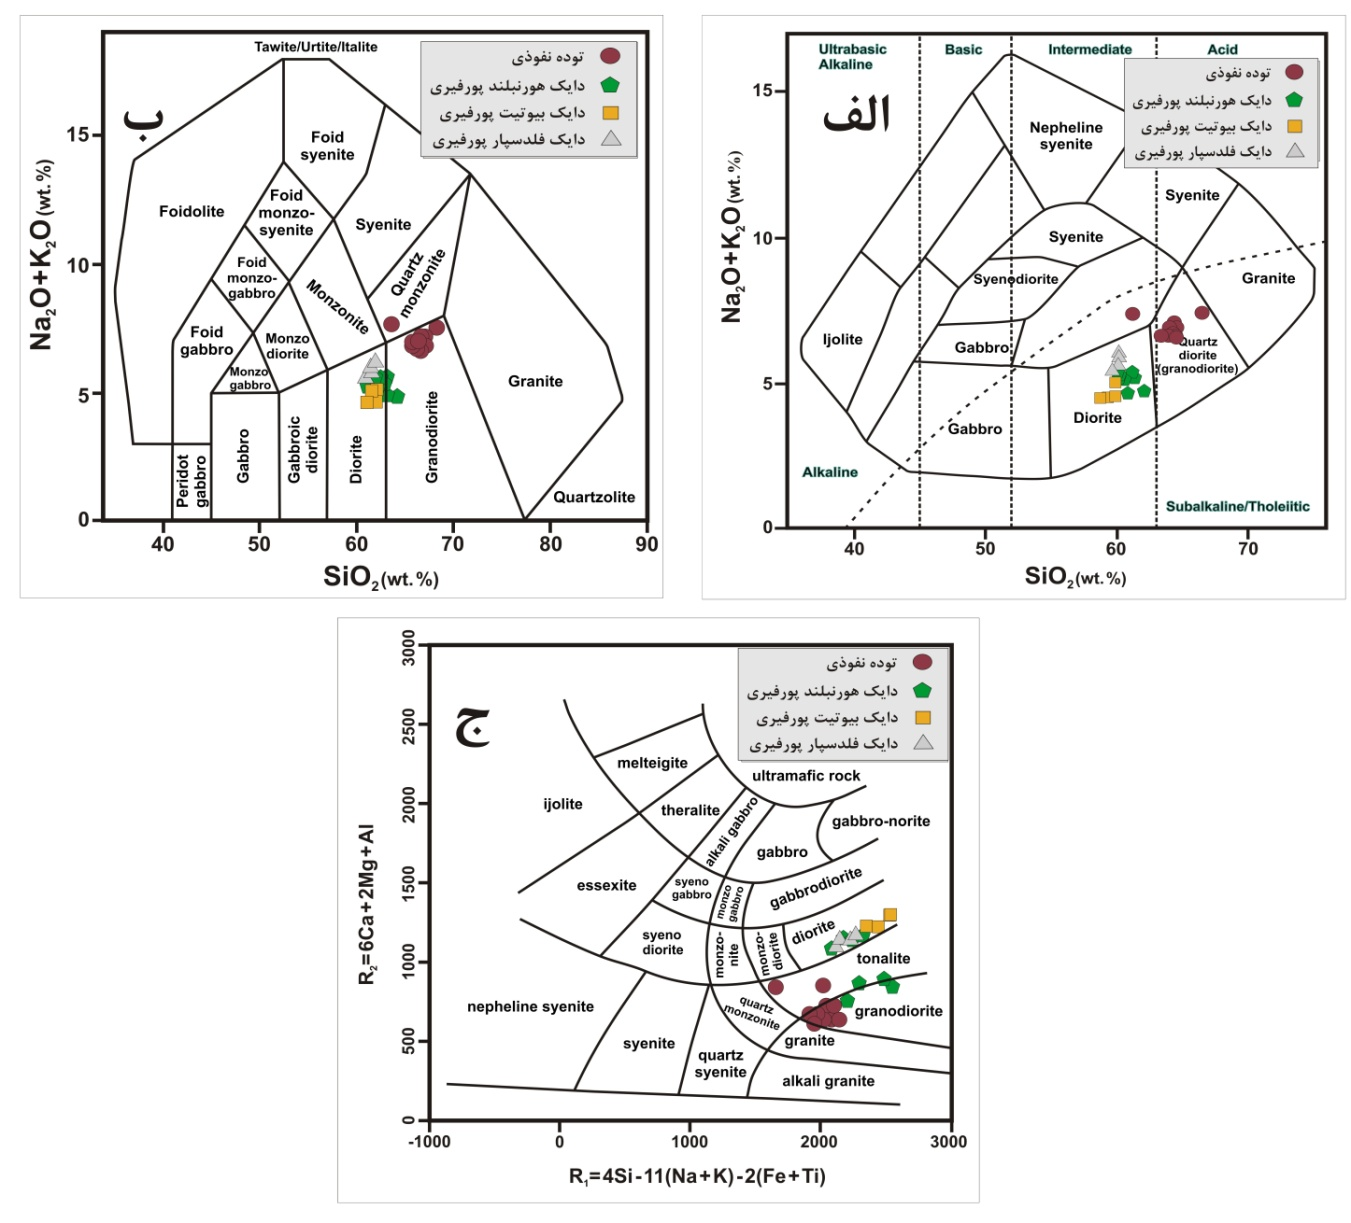 ب
Tawite/Urtite/Italite
توده نفوذی
دایک هورنبلند پورفیری
دایک بیوتیت پورفیری
دایک فلدسپار پورفیری
Foid
syenite
Foidolite
Foid
monzo-
syenite
Syenite
Foid
monzo-
gabbro
Monzonite
Quartz
monzonite
Foid
gabbro
Monzo
diorite
Monzo
gabbro
Granite
Peridot
gabbro
Gabbro
Gabbroic
diorite
Diorite
Granodiorite
Quartzolite
Na2O+K2O(wt.%)
15
10
5
0
40
50
60
70
80
90
SiO2(wt.%)
الف
Ultrabasic
Alkaline
Basic
Intermediate
Acid
توده نفوذی
دایک هورنبلند پورفیری
دایک بیوتیت پورفیری
دایک فلدسپار پورفیری
Nepheline
syenite
Syenite
Syenite
Syenodiorite
Granite
Ijolite
Gabbro
Quartz
diorite
(granodiorite)
Gabbro
Diorite
Alkaline
Subalkaline/Tholeiitic
Na2O+K2O(wt.%)
15
10
5
0
40
50
60
70
SiO2(wt.%)
ج
توده نفوذی
دایک هورنبلند پورفیری
دایک بیوتیت پورفیری
دایک فلدسپار پورفیری
melteigite
ultramafic rock
ijolite
theralite
alkali gabbro
gabbro-norite
gabbro
essexite
syeno
gabbro
monzo
gabbro
gabbrodiorite
syeno
diorite
monzo-
nite
monzo-
diorite
diorite
tonalite
nepheline syenite
quartz
monzonite
granodiorite
syenite
quartz
syenite
granite
alkali granite
R2=6Ca+2Mg+Al
3000
2500
2000
1500
1000
500
0
-1000
0
1000
2000
3000
R1=4Si-11(Na+K)-2(Fe+Ti)